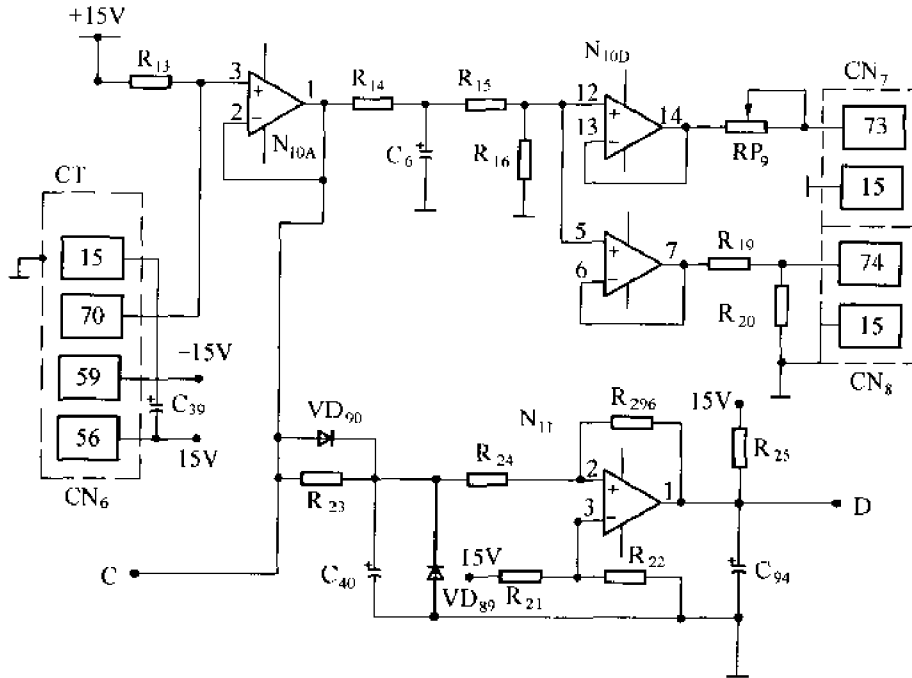 +15V
R13
3
2
1
N10A
R14
R15
C6
R16
N10D
12
13
14
RP9
CN7
73
15
5
6
7
R19
R20
74
15
CN8
CT
15
70
59
56
-15V
C39
15V
CN6
VD90
R23
C40
VD89
R24
N11
R296
2
3
1
15V
R21
R22
15V
R25
C94
C
D